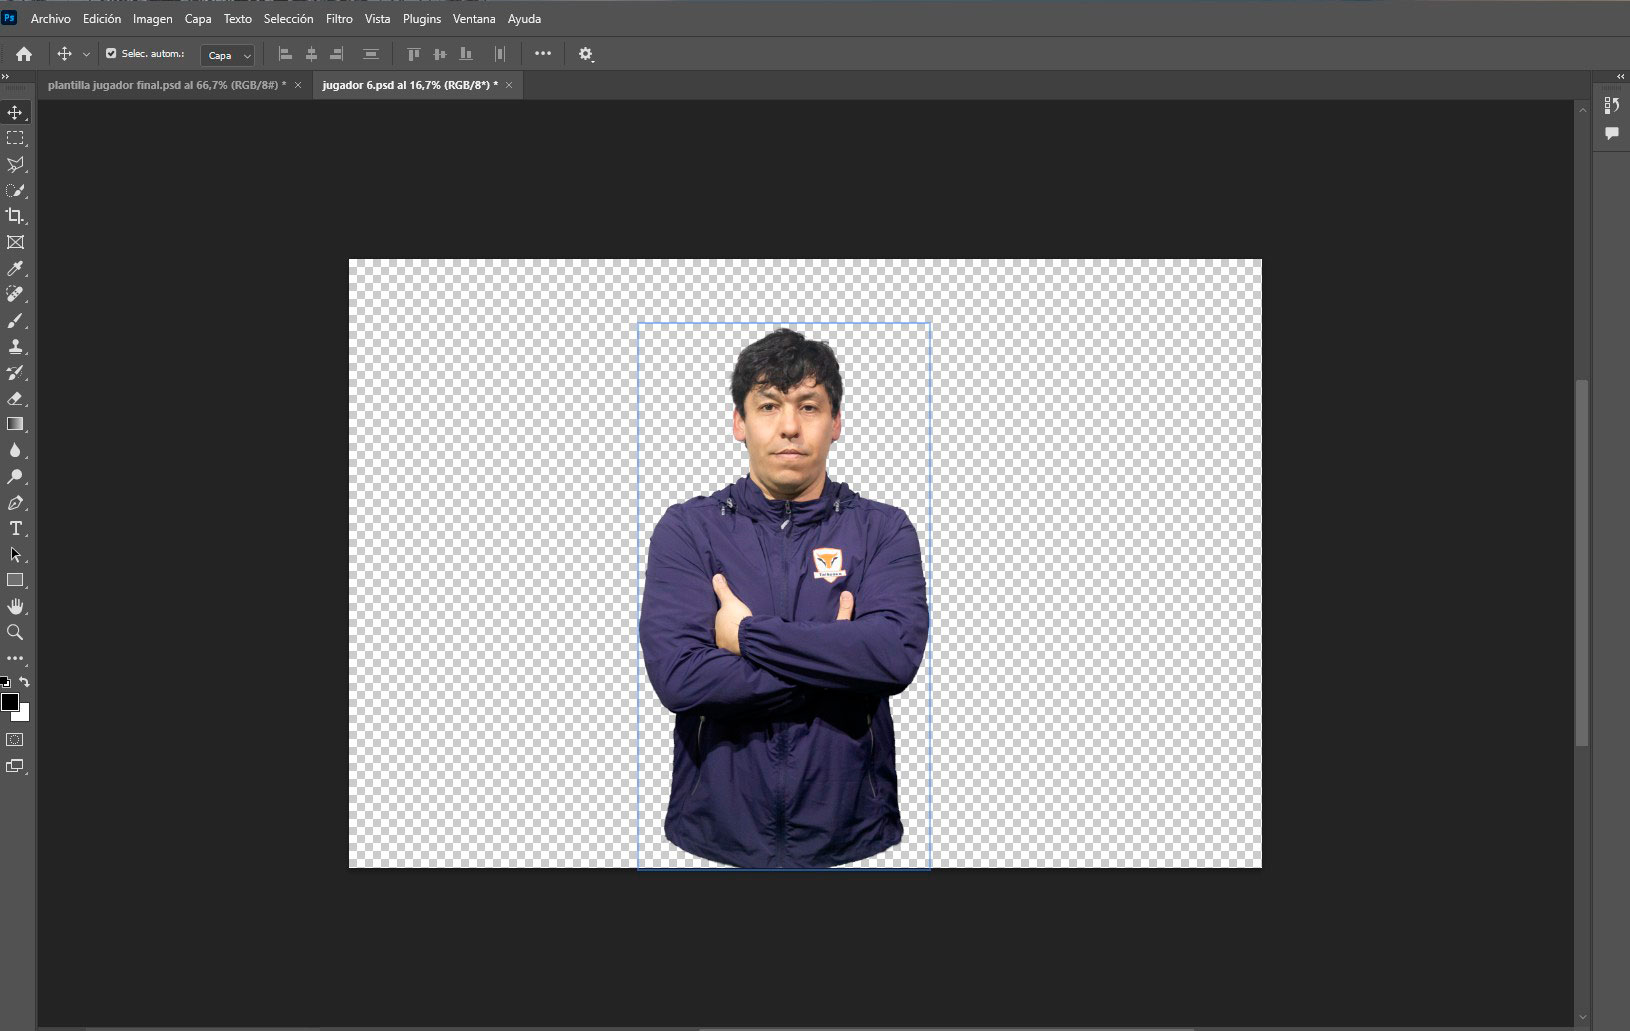 Ps Archivo Edición Imagen Capa Texto Selección Filtro Vista Plugins Ventana Ayuda
Selec. autom.: Capa
plantilla jugador final.psd al 66,7% (RGB/8#) * ×
jugador 6.psd al 16,7% (RGB/8*) * ×